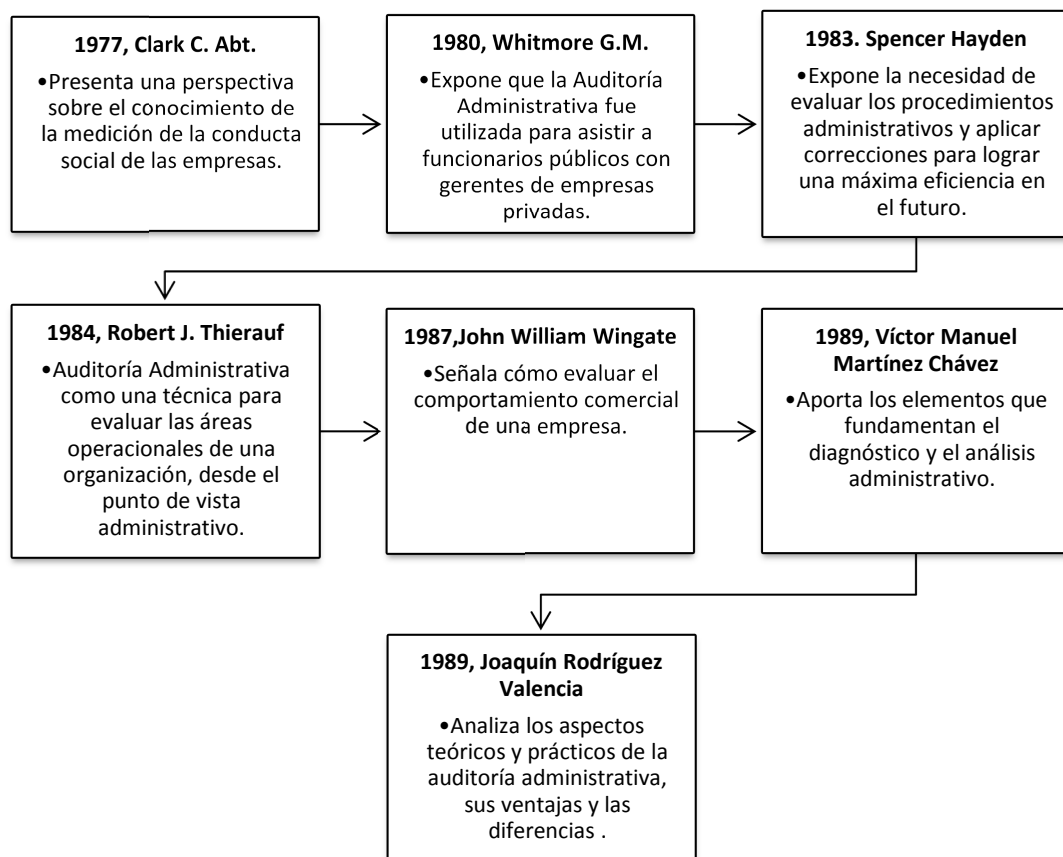 1977, Clark C. Abt.
•Presenta una perspectiva
sobre el conocimiento de
la medición de la conducta
social de las empresas.
1980, Whitmore G.M.
•Expone que la Auditoría
Administrativa fue
utilizada para asistir a
funcionarios públicos con
gerentes de empresas
privadas.
1983. Spencer Hayden
•Expone la necesidad de
evaluar los procedimientos
administrativos y aplicar
correcciones para lograr
una máxima eficiencia en
el futuro.
1984, Robert J. Thierauf
•Auditoría Administrativa
como una técnica para
evaluar las áreas
operacionales de una
organización, desde el
punto de vista
administrativo.
1987,John William Wingate
•Señala cómo evaluar el
comportamiento comercial
de una empresa.
1989, Víctor Manuel
Martínez Chávez
•Aporta los elementos que
fundamentan el
diagnóstico y el análisis
administrativo.
1989, Joaquín Rodríguez
Valencia
•Analiza los aspectos
teóricos y prácticos de la
auditoría administrativa,
sus ventajas y las
diferencias .